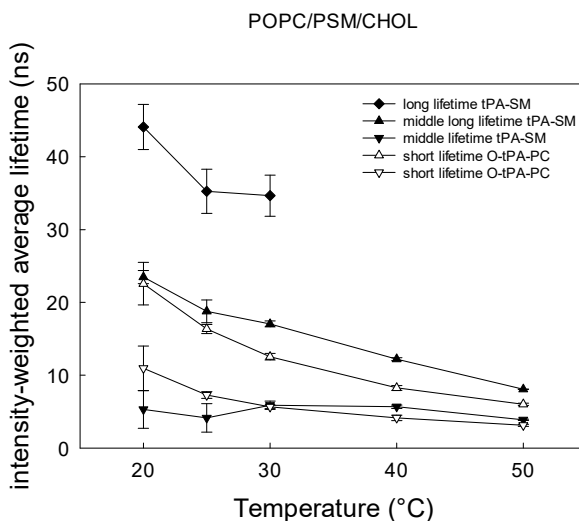 POPC/PSM/CHOL
intensity-weighted average lifetime (ns)
50
40
30
20
10
0
long lifetime tPA-SM
middle long lifetime tPA-SM
middle lifetime tPA-SM
short lifetime O-tPA-PC
short lifetime O-tPA-PC
20
30
40
50
Temperature (°C)